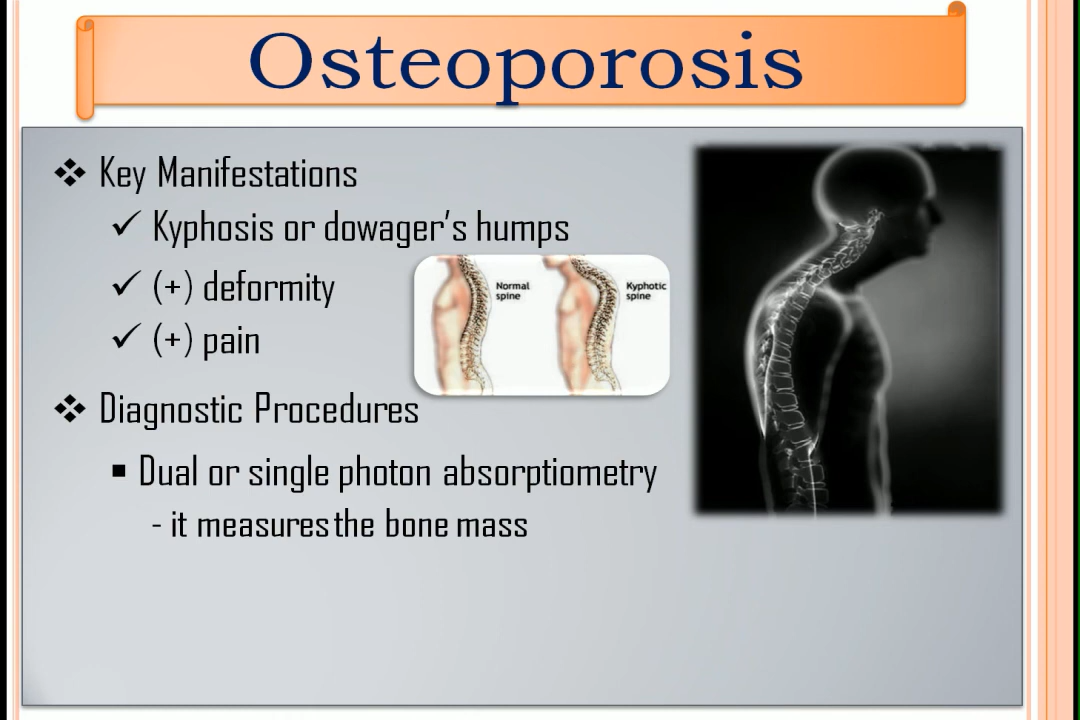 Osteoporosis
Key Manifestations
Kyphosis or dowager's humps
(+) deformity
(+) pain
Normal
spine
Kyphotic
spine
Diagnostic Procedures
Dual or single photon absorptiometry
- it measures the bone mass